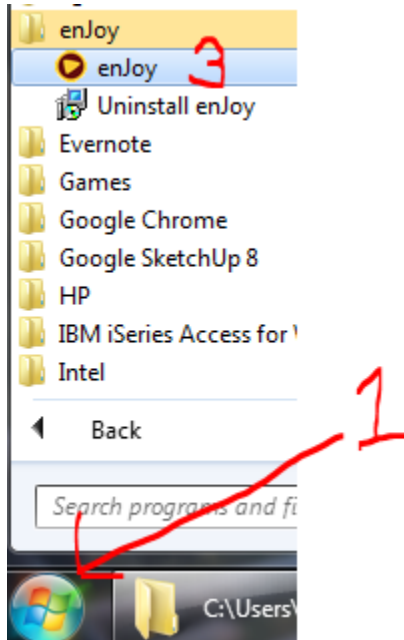 enJoy
enJoy 3
Uninstall enJoy
Evernote
Games
Google Chrome
Google SketchUp 8
HP
IBM iSeries Access for
Intel
1
Back
Search programs and
C:\Users\